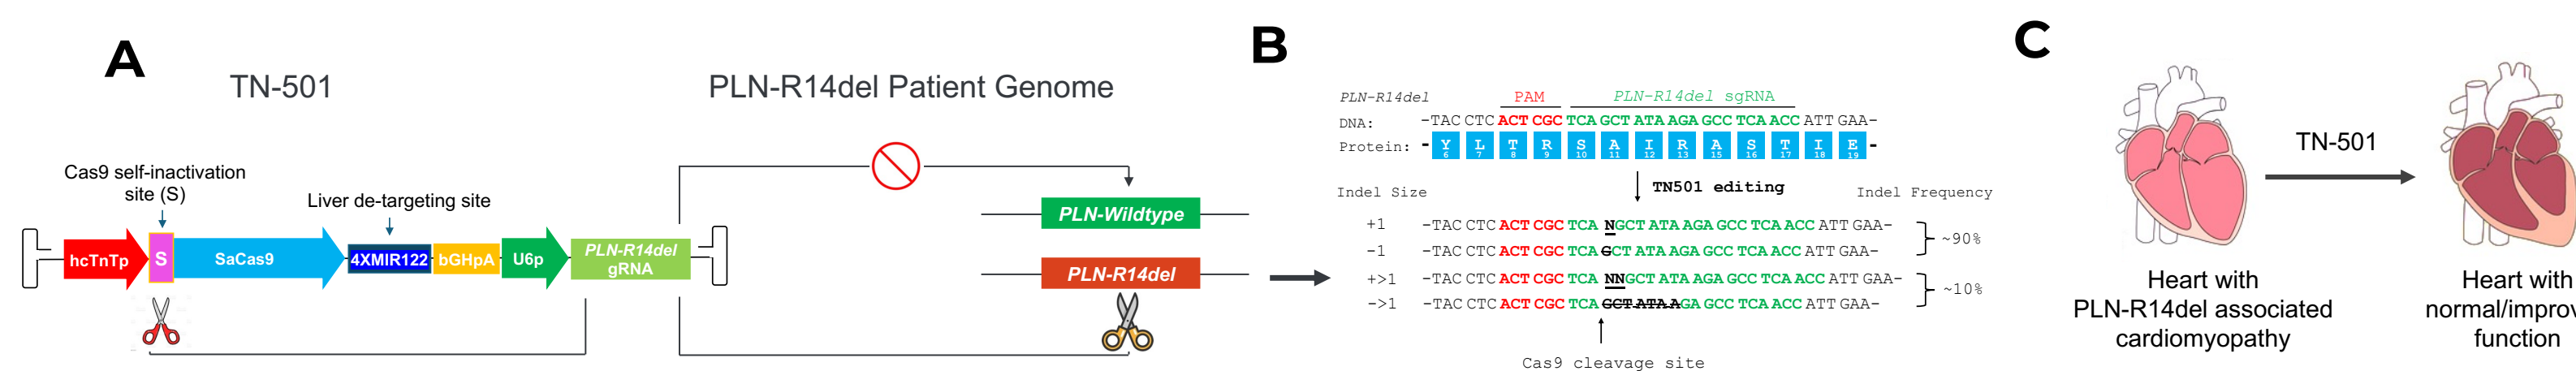 A
TN-501
PLN-R14del Patient Genome
Cas9 self-inactivation
site (S)
Liver de-targeting site
hcTnTp
S
SaCas9
4XMIR122
bGHpA
U6p
PLN-R14del
gRNA
PLN-Wildtype
PLN-R14del
B
PLN-R14del
PAM
PLN-R14del sgRNA
DNA: -TAC CTC ACT CGC TCA GCT ATA AGA GCC TCA ACC ATT GAA-
Protein: - Y L T R S A I R A S T I E -
6 7 8 9 10 11 12 13 15 16 17 18 19
TN501 editing
Indel Size
Indel Frequency
+1 -TAC CTC ACT CGC TCA NGCT ATA AGA GCC TCA ACC ATT GAA-
-1 -TAC CTC ACT CGC TCA GCT ATA AGA GCC TCA ACC ATT GAA-
~90%
+>1 -TAC CTC ACT CGC TCA NNGCT ATA AGA GCC TCA ACC ATT GAA-
->1 -TAC CTC ACT CGC TCA GCT ATA AGA GCC TCA ACC ATT GAA-
~10%
Cas9 cleavage site
C
TN-501
Heart with
PLN-R14del associated
cardiomyopathy
Heart with
normal/improv
function